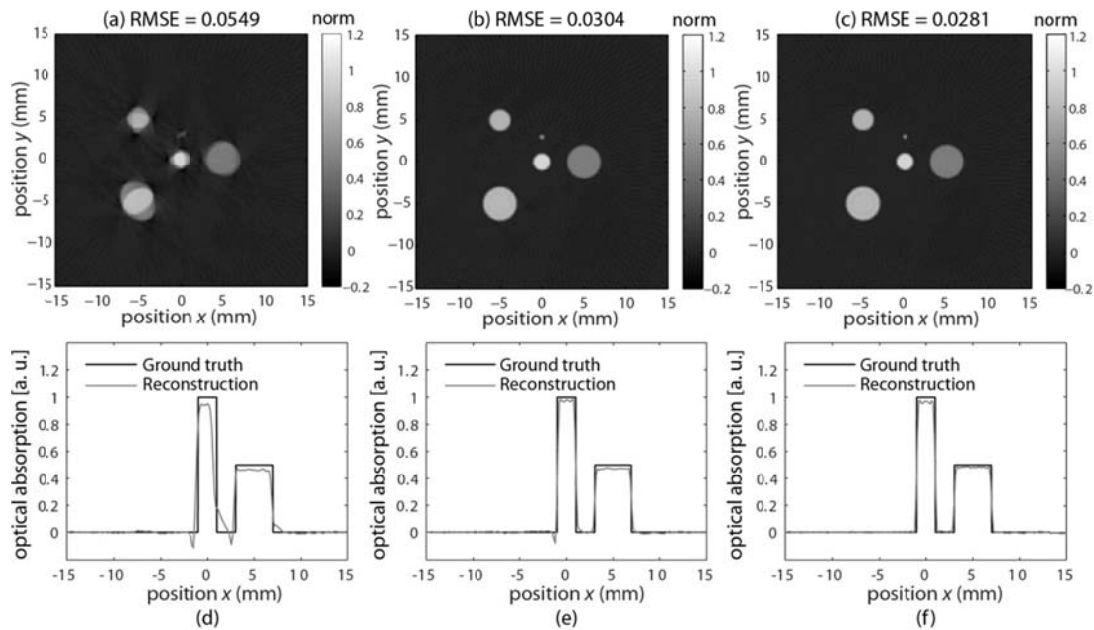 (a) RMSE = 0.0549 norm
(b) RMSE = 0.0304 norm
(c) RMSE = 0.0281 norm
15
10
5
0
-5
-10
-15
position y (mm)
-15 -10 -5 0 5 10 15
position x (mm)
1.2
1
0.8
0.6
0.4
0.2
0
-0.2
15
10
5
0
-5
-10
-15
position y (mm)
-15 -10 -5 0 5 10 15
position x (mm)
1.2
1
0.8
0.6
0.4
0.2
0
-0.2
15
10
5
0
-5
-10
-15
position y (mm)
-15 -10 -5 0 5 10 15
position x (mm)
1.2
1
0.8
0.6
0.4
0.2
0
-0.2
optical absorption [a. u.]
1.2
1
0.8
0.6
0.4
0.2
0
Ground truth
Reconstruction
-15 -10 -5 0 5 10 15
position x (mm)
(d)
optical absorption [a. u.]
1.2
1
0.8
0.6
0.4
0.2
0
Ground truth
Reconstruction
-15 -10 -5 0 5 10 15
position x (mm)
(e)
optical absorption [a. u.]
1.2
1
0.8
0.6
0.4
0.2
0
Ground truth
Reconstruction
-15 -10 -5 0 5 10 15
position x (mm)
(f)